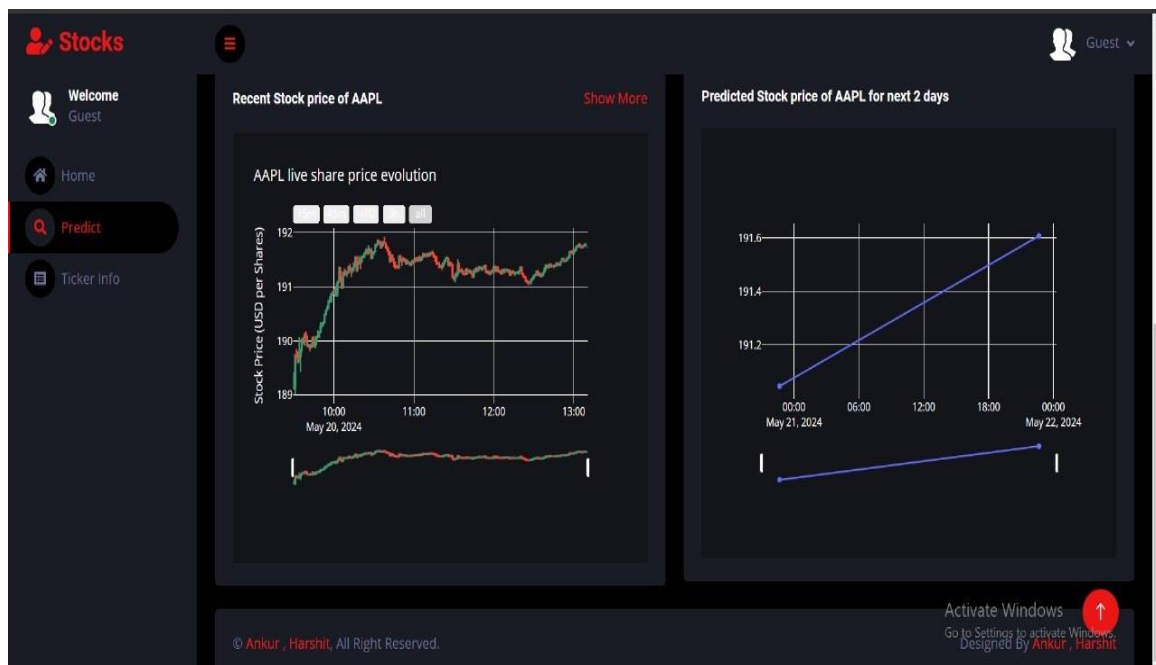 Stocks
Guest
Welcome
Guest
Home
Predict
Ticker Info
Recent Stock price of AAPL
Show More
AAPL live share price evolution
all
Stock Price (USD per Shares)
192
191
190
189
10:00
11:00
12:00
13:00
May 20, 2024
Predicted Stock price of AAPL for next 2 days
191.6
191.4
191.2
00:00
06:00
12:00
18:00
00:00
May 21, 2024
May 22, 2024
© Ankur , Harshit, All Right Reserved.
Activate Windows
Go to Settings to activate Windows.
Designed By Ankur , Harshit